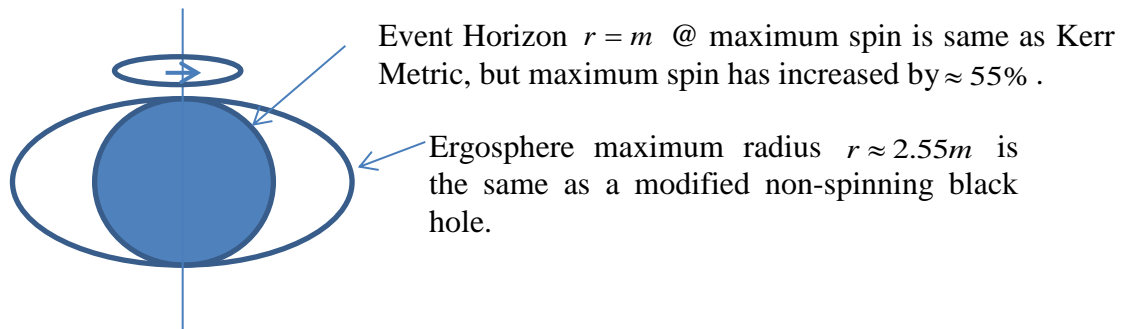 Event Horizon r = m @ maximum spin is same as Kerr
Metric, but maximum spin has increased by ≈ 55% .
Ergosphere maximum radius r ≈ 2.55m is
the same as a modified non-spinning black
hole.